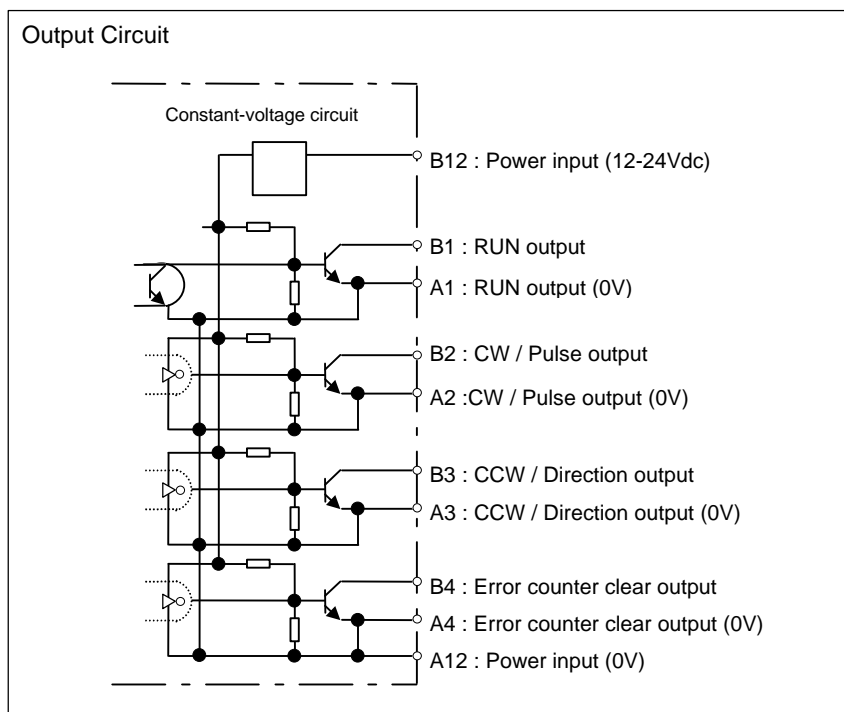 Output Circuit
Constant-voltage circuit
B12 : Power input (12-24Vdc)
B1 : RUN output
A1 : RUN output (0V)
B2 : CW / Pulse output
A2 :CW / Pulse output (0V)
B3 : CCW / Direction output
A3 : CCW / Direction output (0V)
B4 : Error counter clear output
A4 : Error counter clear output (0V)
A12 : Power input (0V)